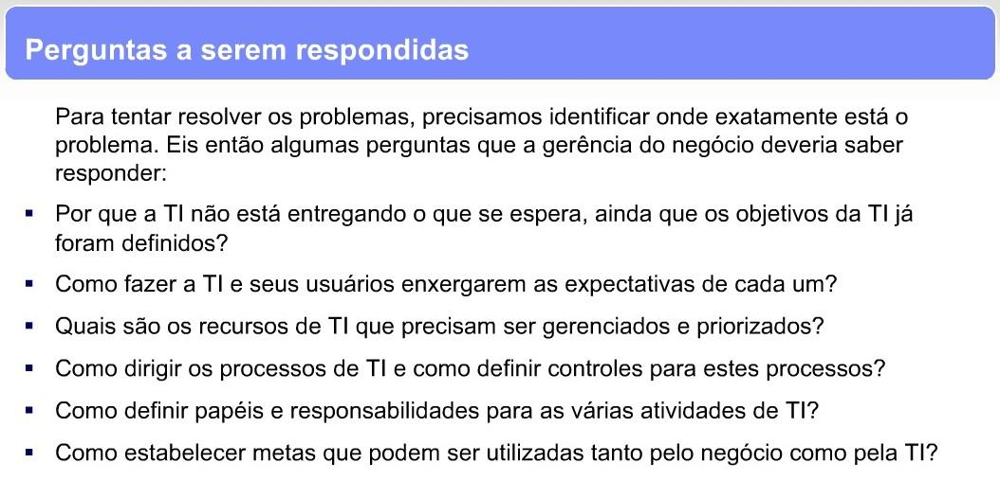 Perguntas a serem respondidas
Para tentar resolver os problemas, precisamos identificar onde exatamente está o
problema. Eis então algumas perguntas que a gerência do negócio deveria saber
responder:
▪ Por que a TI não está entregando o que se espera, ainda que os objetivos da TI já
foram definidos?
▪ Como fazer a TI e seus usuários enxergarem as expectativas de cada um?
▪ Quais são os recursos de TI que precisam ser gerenciados e priorizados?
▪ Como dirigir os processos de TI e como definir controles para estes processos?
▪ Como definir papéis e responsabilidades para as várias atividades de TI?
▪ Como estabelecer metas que podem ser utilizadas tanto pelo negócio como pela TI?